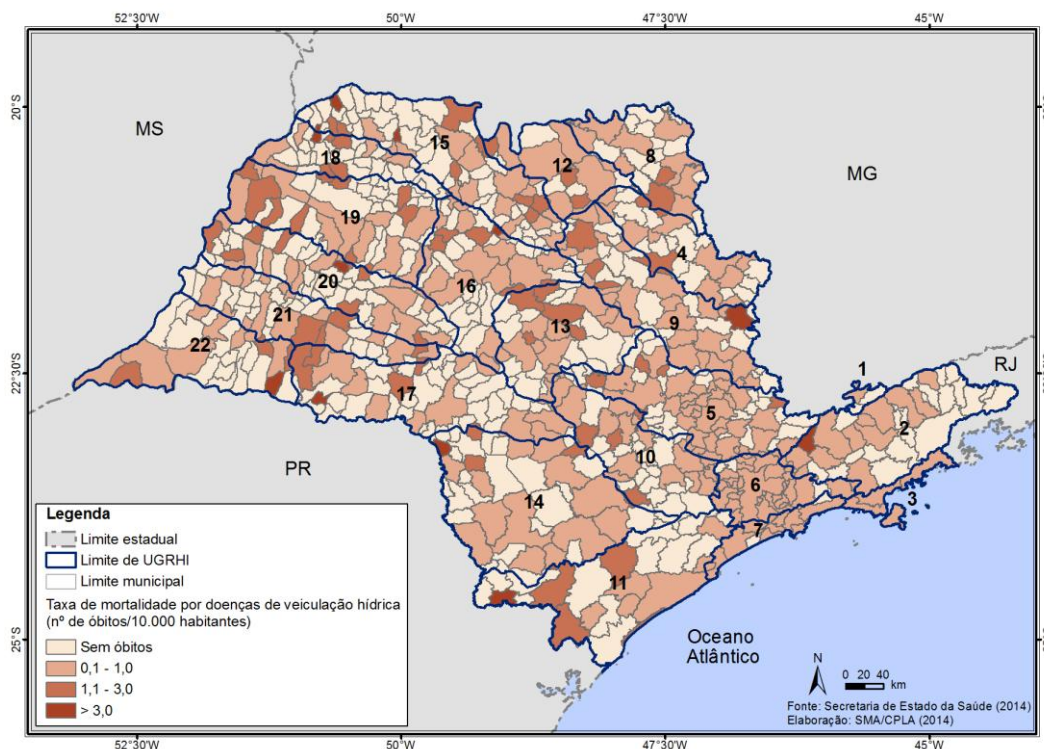 52°30'W 50°W 47°30'W 45°W
20°S
MS
MG
15
18
12
8
19
4
20
16
21
13
9
22
22°30'S
1
RJ
17
5
2
10
6
3
PR
14
7
11
Legenda
Limite estadual
Limite de UGRHI
Limite municipal
Taxa de mortalidade por doenças de veiculação hídrica
(nº de óbitos/10.000 habitantes)
Sem óbitos
0,1 - 1,0
1,1 - 3,0
> 3,0
25°S
Oceano
Atlântico
N
0 20 40
km
Fonte: Secretaria de Estado da Saúde (2014)
Elaboração: SMA/CPLA (2014)
52°30'W 50°W 47°30'W 45°W